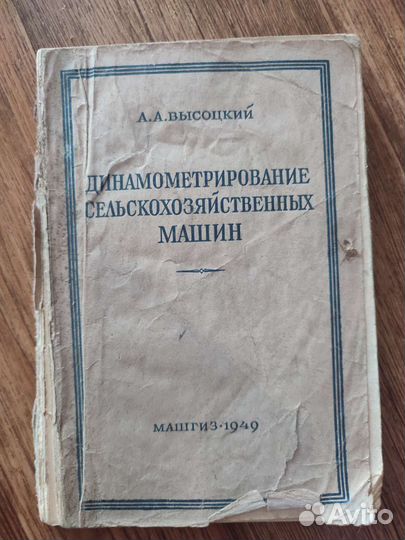 А.А.ВЫСОЦКИЙ
ДИНАМОМЕТРИРОВАНИЕ
СЕЛЬСКОХОЗЯЙСТВЕННЫХ
МАШИН
МАШГИЗ·1949
Avito